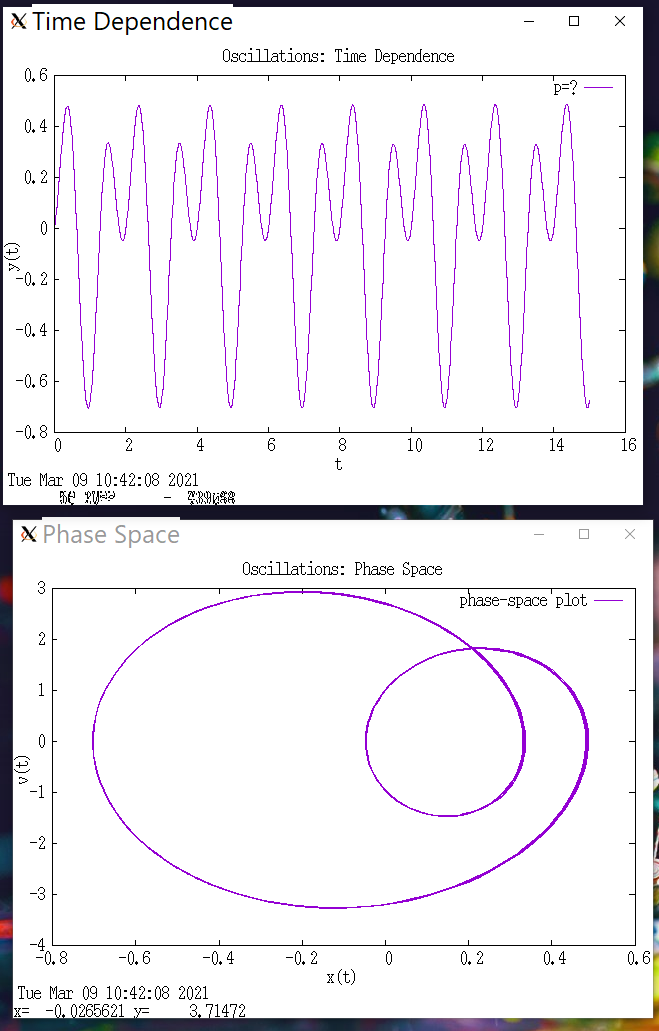 Time Dependence
Oscillations: Time Dependence
p=?
0.6
0.4
0.2
0
-0.2
-0.4
-0.6
-0.8
y(t)
0 2 4 6 8 10 12 14 16
t
Tue Mar 09 10:42:08 2021
Phase Space
Oscillations: Phase Space
phase-space plot
3
2
1
0
-1
-2
-3
-4
v(t)
-0.8 -0.6 -0.4 -0.2 0 0.2 0.4 0.6
x(t)
Tue Mar 09 10:42:08 2021
x= -0.0265621 y= 3.71472